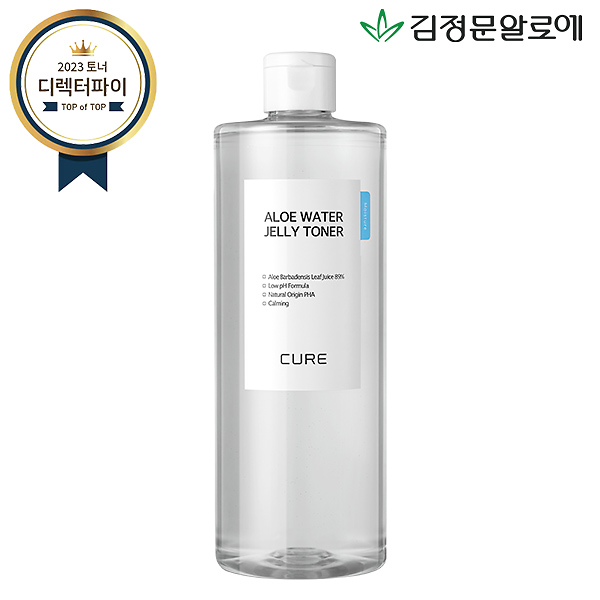 2023 토너
디렉터파이
TOP of TOP
김정문알로에
ALOE WATER
JELLY TONER
Moisture
Aloe Barbadensis Leaf Juice 89%
Low pH Formula
Natural Origin PHA
Calming
CURE